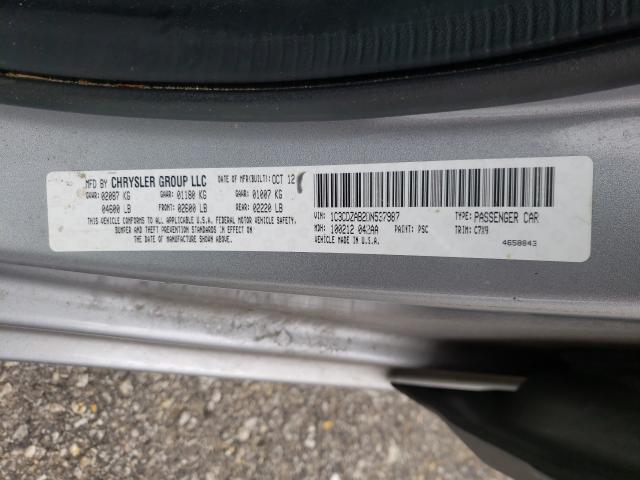 MFD BY CHRYSLER GROUP LLC DATE OF MFR(BUILT): OCT 12
GVWR: 02087 KG GAWR: 01180 KG GAWR: 01007 KG
04600 LB FRONT: 02600 LB REAR: 02220 LB
THIS VEHICLE CONFORMS TO ALL APPLICABLE U.S.A. FEDERAL MOTOR VEHICLE SAFETY,
BUMPER AND THEFT PREVENTION STANDARDS IN EFFECT ON
THE DATE OF MANUFACTURE SHOWN ABOVE.
VIN: TYPE: PASSENGER CAR
MDH: 100212 PAINT: PSC TRIM: C7X9
VEHICLE MADE IN U.S.A. 4658843